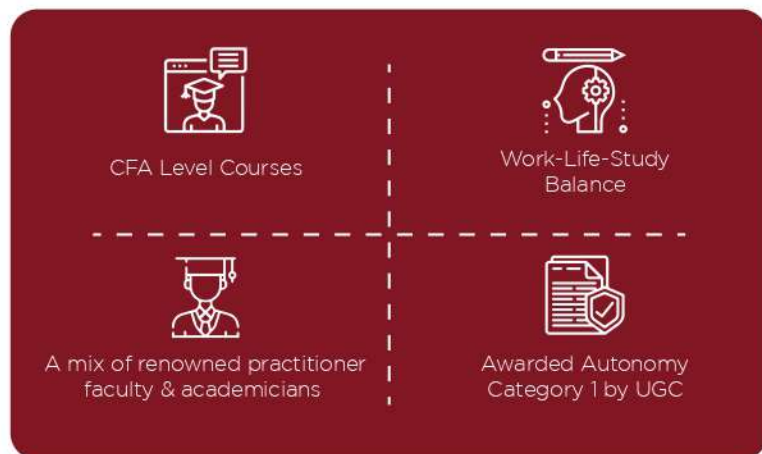 CFA Level Courses
Work-Life-Study
Balance
A mix of renowned practitioner
faculty & academicians
Awarded Autonomy
Category 1 by UGC